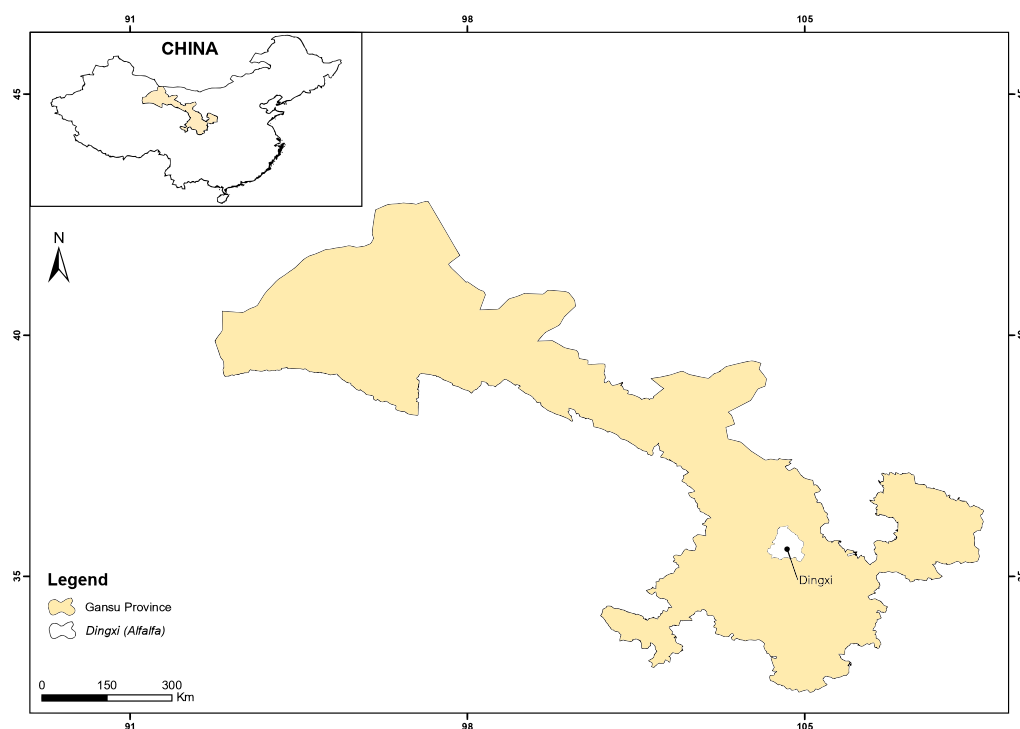 91 98 105
CHINA
45
N
40
Dingxi
35
Legend
Gansu Province
Dingxi (Alfalfa)
0 150 300
Km
91 98 105